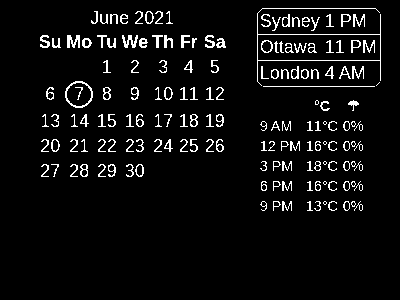 June 2021
Su Mo Tu We Th Fr Sa
1 2 3 4 5
6 7 8 9 10 11 12
13 14 15 16 17 18 19
20 21 22 23 24 25 26
27 28 29 30
Sydney 1 PM
Ottawa 11 PM
London 4 AM
°C ☂
9 AM 11°C 0%
12 PM 16°C 0%
3 PM 18°C 0%
6 PM 16°C 0%
9 PM 13°C 0%